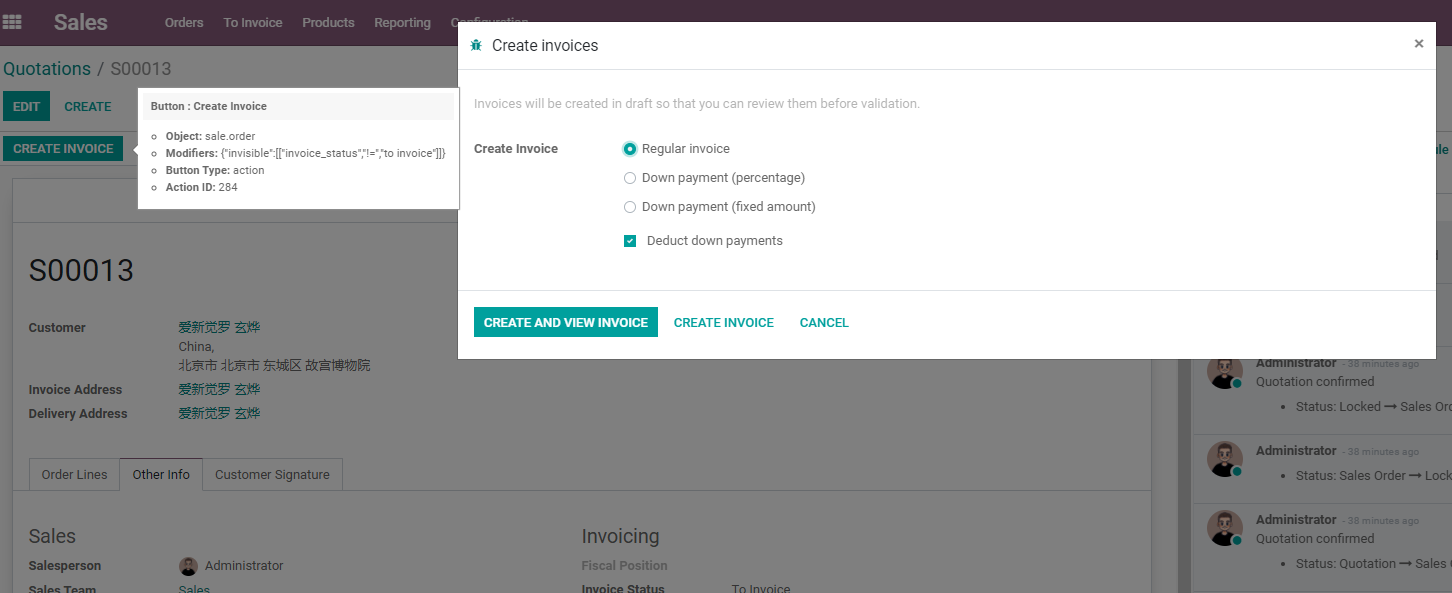 Sales
Orders
To Invoice
Products
Reporting
Configuration
Quotations / S00013
EDIT
CREATE
CREATE INVOICE
Button : Create Invoice
Object: sale.order
Modifiers: {"invisible":[["invoice_status","!=","to invoice"]]}
Button Type: action
Action ID: 284
Create invoices
×
Invoices will be created in draft so that you can review them before validation.
Create Invoice
Regular invoice
Down payment (percentage)
Down payment (fixed amount)
Deduct down payments
CREATE AND VIEW INVOICE
CREATE INVOICE
CANCEL
S00013
Customer
爱新觉罗 玄烨
China,
北京市 北京市 东城区 故宫博物院
Invoice Address
爱新觉罗 玄烨
Delivery Address
爱新觉罗 玄烨
Order Lines
Other Info
Customer Signature
Sales
Salesperson
Administrator
Sales Team
Sales
Invoicing
Fiscal Position
Invoice Status
To Invoice
Administrator - 38 minutes ago
Quotation confirmed
• Status: Locked → Sales Ord
Administrator - 38 minutes ago
• Status: Sales Order → Lock
Administrator - 38 minutes ago
Quotation confirmed
• Status: Quotation → Sales